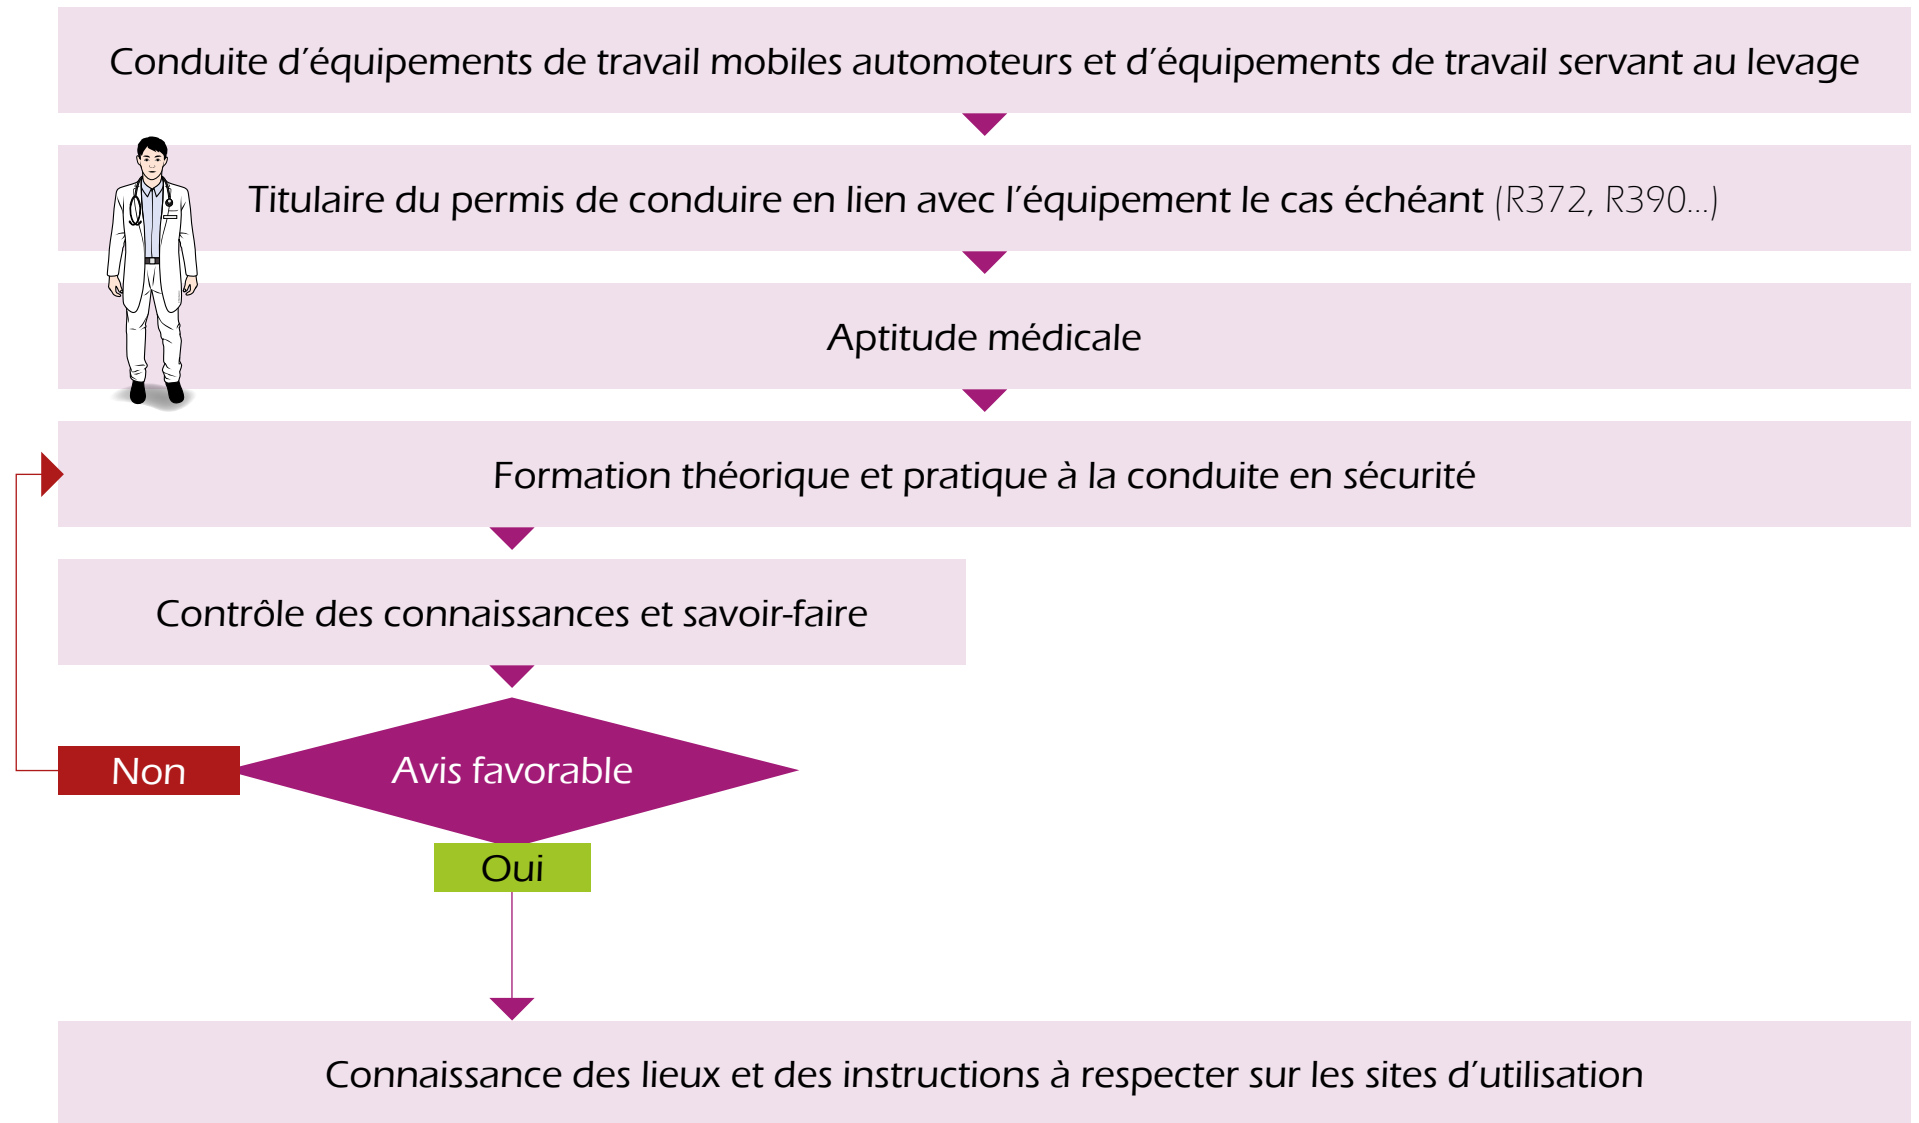 Conduite d’équipements de travail mobiles automoteurs et d’équipements de travail servant au levage
Titulaire du permis de conduire en lien avec l’équipement le cas échéant (R372, R390...)
Aptitude médicale
Formation théorique et pratique à la conduite en sécurité
Contrôle des connaissances et savoir-faire
Avis favorable
Non
Oui
Connaissance des lieux et des instructions à respecter sur les sites d’utilisation